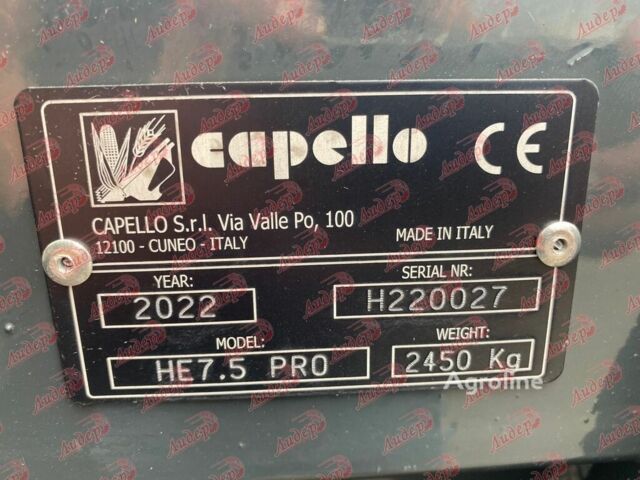 capello CE
CAPELLO S.r.l. Via Valle Po, 100
12100 - CUNEO - ITALY
MADE IN ITALY
YEAR:
2022
SERIAL NR:
H220027
MODEL:
HE7.5 PRO
WEIGHT:
2450 Kg
Agroline
Лидер